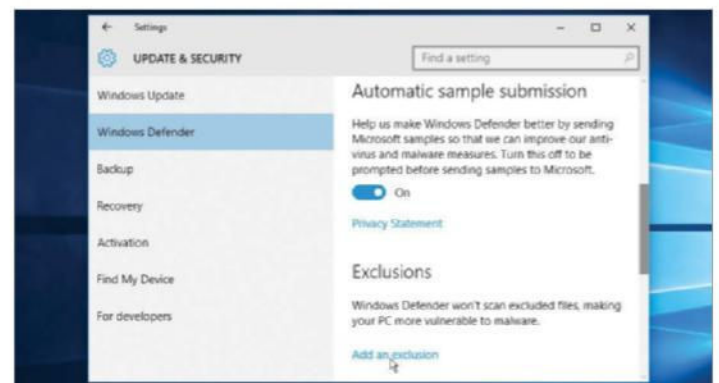 Settings
UPDATE & SECURITY
Find a setting
Windows Update
Windows Defender
Backup
Recovery
Activation
Find My Device
For developers
Automatic sample submission
Help us make Windows Defender better by sending
Microsoft samples so that we can improve our anti-
virus and malware measures. Turn this off to be
prompted before sending samples to Microsoft.
On
Privacy Statement
Exclusions
Windows Defender won't scan excluded files, making
your PC more vulnerable to malware.
Add an exclusion